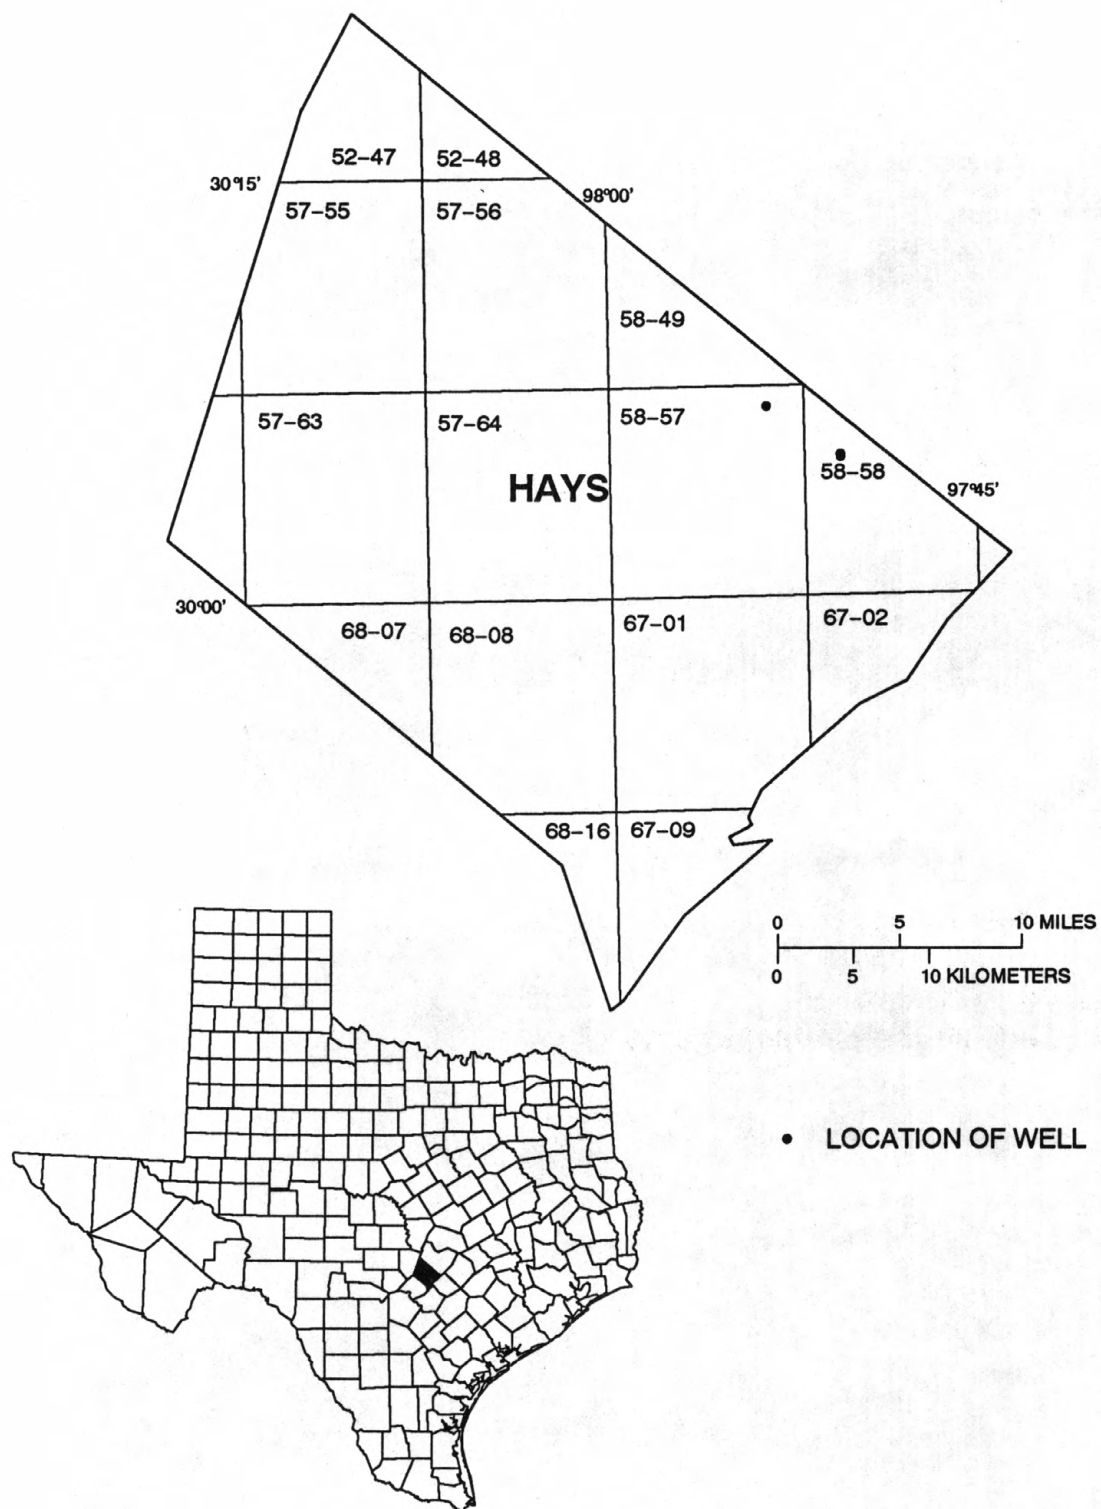 52-47 52-48
30°15' 98°00'
57-55 57-56
58-49
57-63 57-64 58-57
58-58
HAYS
97°45'
30°00'
68-07 68-08 67-01 67-02
68-16 67-09
0 5 10 MILES
0 5 10 KILOMETERS
LOCATION OF WELL